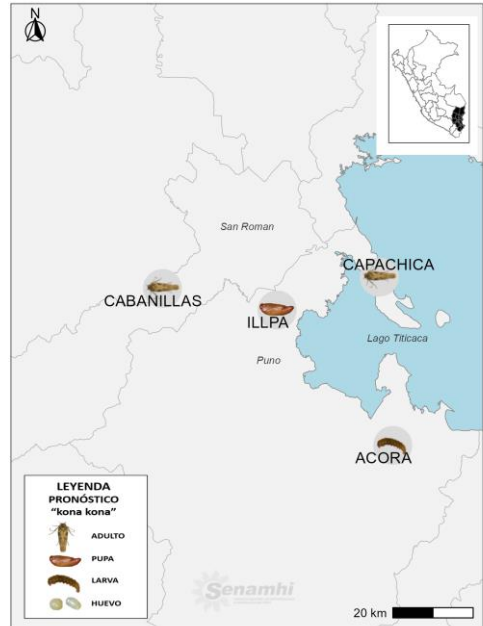 N
San Roman
CAPACHICA
CABANILLAS
ILLPA
Lago Titicaca
Puno
ACORA
LEYENDA
PRONÓSTICO
"kona kona"
ADULTO
PUPA
LARVA
HUEVO
Senamhi
20 km